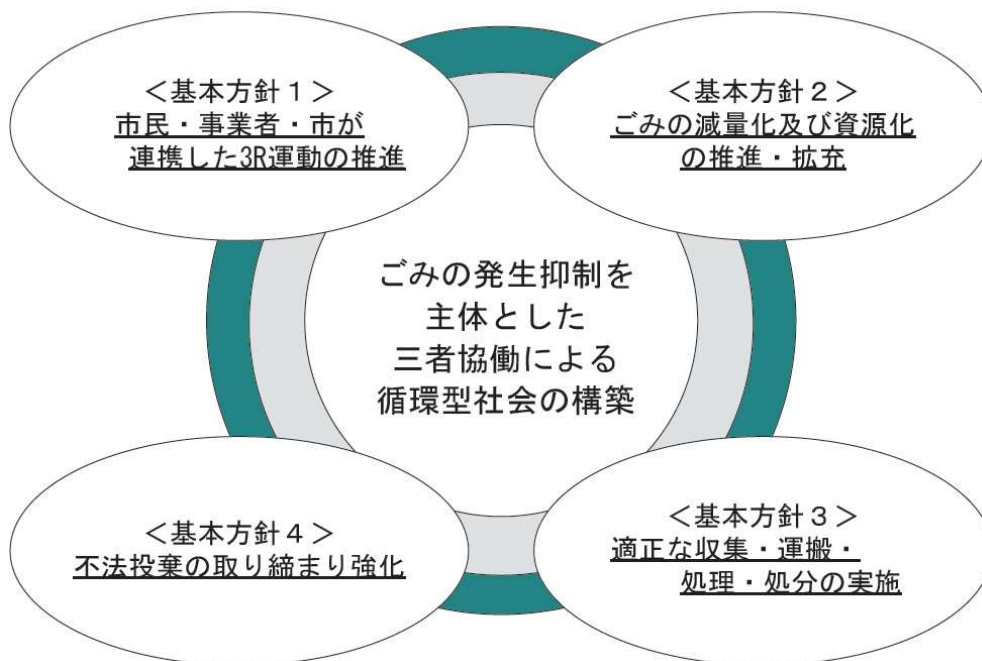 ＜基本方針１＞
市民・事業者・市が
連携した3R運動の推進
＜基本方針２＞
ごみの減量化及び資源化
の推進・拡充
ごみの発生抑制を
主体とした
三者協働による
循環型社会の構築
＜基本方針４＞
不法投棄の取り締まり強化
＜基本方針３＞
適正な収集・運搬・
処理・処分の実施